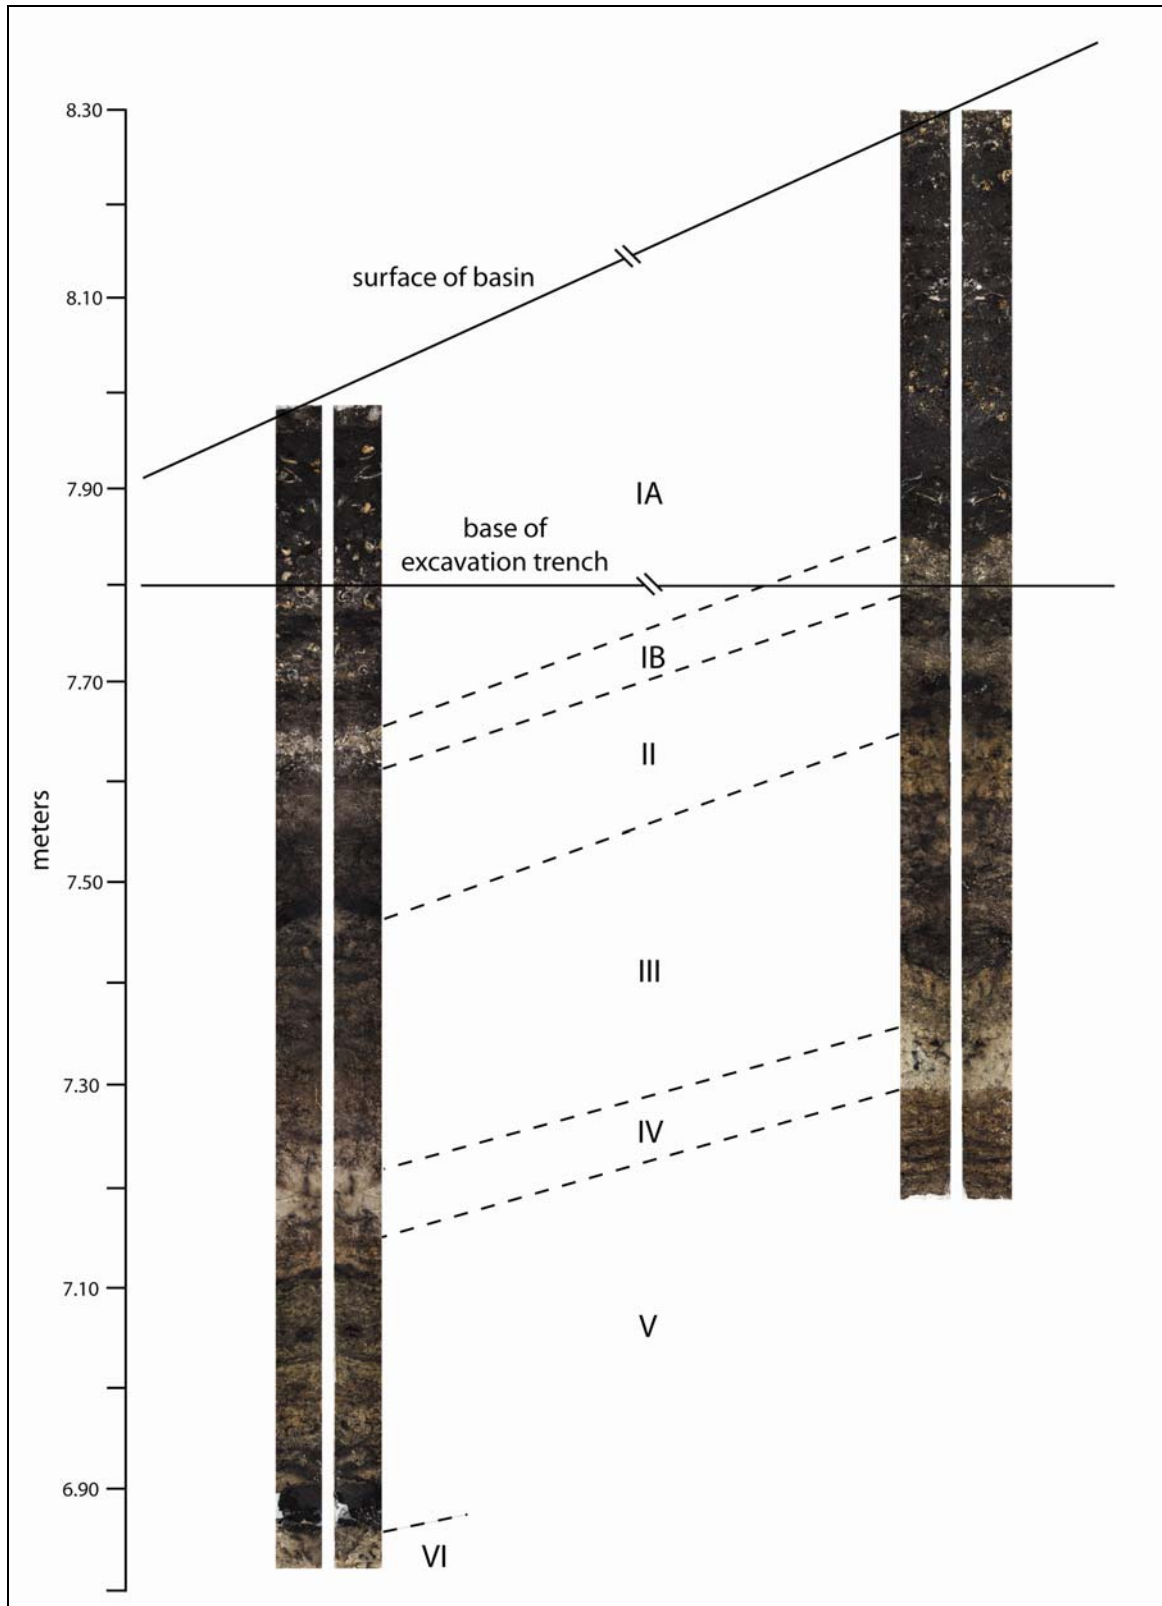 8.30
surface of basin
8.10
7.90
IA
base of
excavation trench
IB
7.70
II
meters
7.50
III
7.30
IV
7.10
V
6.90
VI